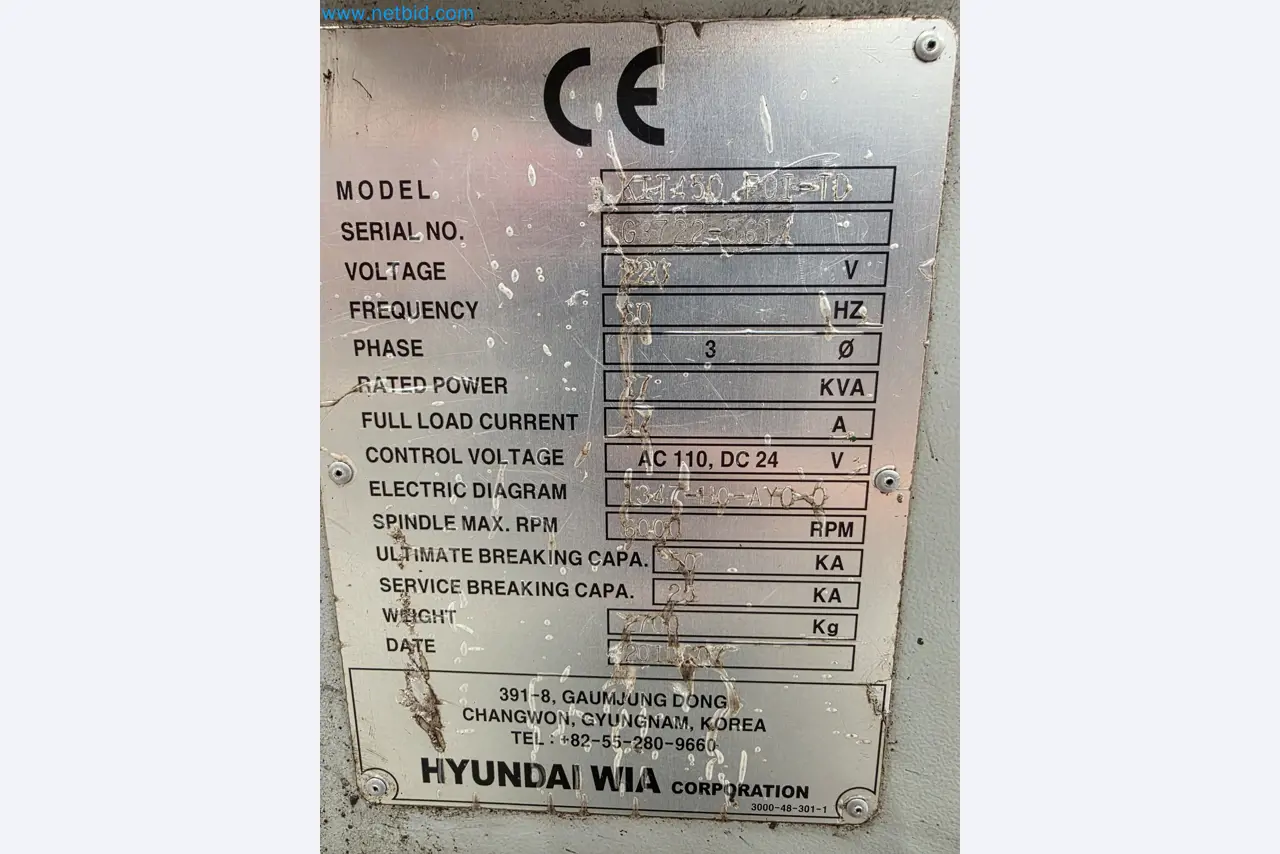 www.netbid.com
CE
MODEL
SERIAL NO.
VOLTAGE 220 V
FREQUENCY HZ
PHASE 3 Ø
RATED POWER KVA
FULL LOAD CURRENT A
CONTROL VOLTAGE AC 110, DC 24 V
ELECTRIC DIAGRAM
SPINDLE MAX. RPM 6000 RPM
ULTIMATE BREAKING CAPA. KA
SERVICE BREAKING CAPA. KA
WEIGHT Kg
DATE
391-8, GAUMJUNG DONG
CHANGWON, GYUNGNAM, KOREA
TEL : +82-55-280-9660
HYUNDAI WIA CORPORATION
3000-48-301-1